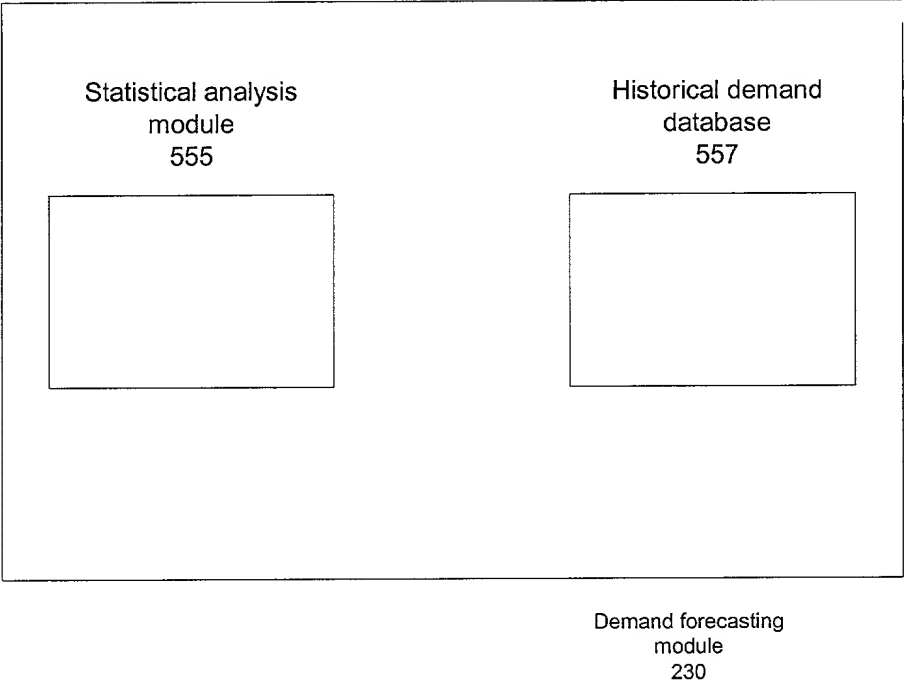 Statistical analysis
module
555
Historical demand
database
557
Demand forecasting
module
230